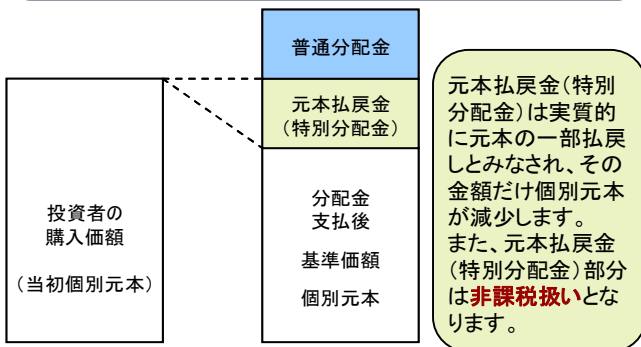 普通分配金
元本払戻金
(特別分配金)
投資者の
購入価額
(当初個別元本)
分配金
支払後
基準価額
個別元本
元本払戻金(特別
分配金)は実質的
に元本の一部払戻
しとみなされ、その
金額だけ個別元本
が減少します。
また、元本払戻金
(特別分配金)部分
は非課税扱いとな
ります。